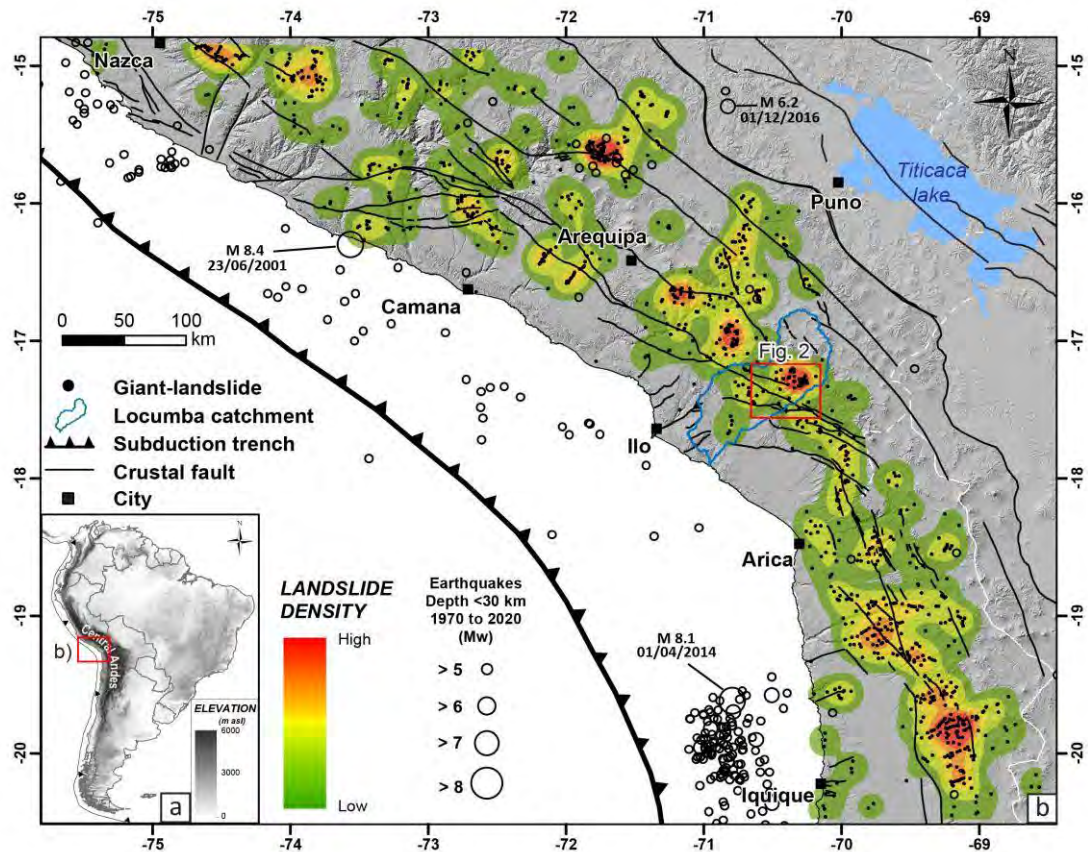 -75 -74 -73 -72 -71 -70 -69
-15
Nazca
M 6.2
01/12/2016
-15
Titicaca
lake
Puno
-16
-16
Arequipa
M 8.4
23/06/2001
Camana
0 50 100
km
-17
-17
Fig. 2
Giant-landslide
Locumba catchment
Subduction trench
Crustal fault
City
Ilo
-18
-18
Arica
N
Central Andes
b)
ELEVATION
(m asl)
6000
3000
0
a
LANDSLIDE
DENSITY
High
Low
Earthquakes
Depth <30 km
1970 to 2020
(Mw)
> 5
> 6
> 7
> 8
-19
-19
M 8.1
01/04/2014
-20
-20
Iquique
b
-75 -74 -73 -72 -71 -70 -69